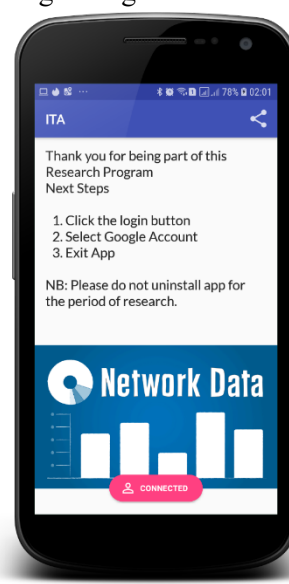 78% 02:01
ITA
Thank you for being part of this
Research Program
Next Steps
1. Click the login button
2. Select Google Account
3. Exit App
NB: Please do not uninstall app for
the period of research.
Network Data
CONNECTED